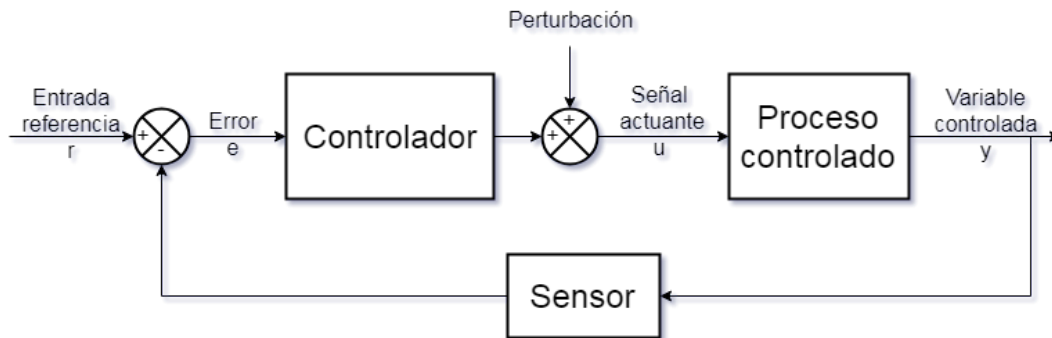 Perturbación
Entrada
referencia
r
+
-
Error
e
Controlador
+
+
Señal
actuante
u
Proceso
controlado
Variable
controlada
y
Sensor